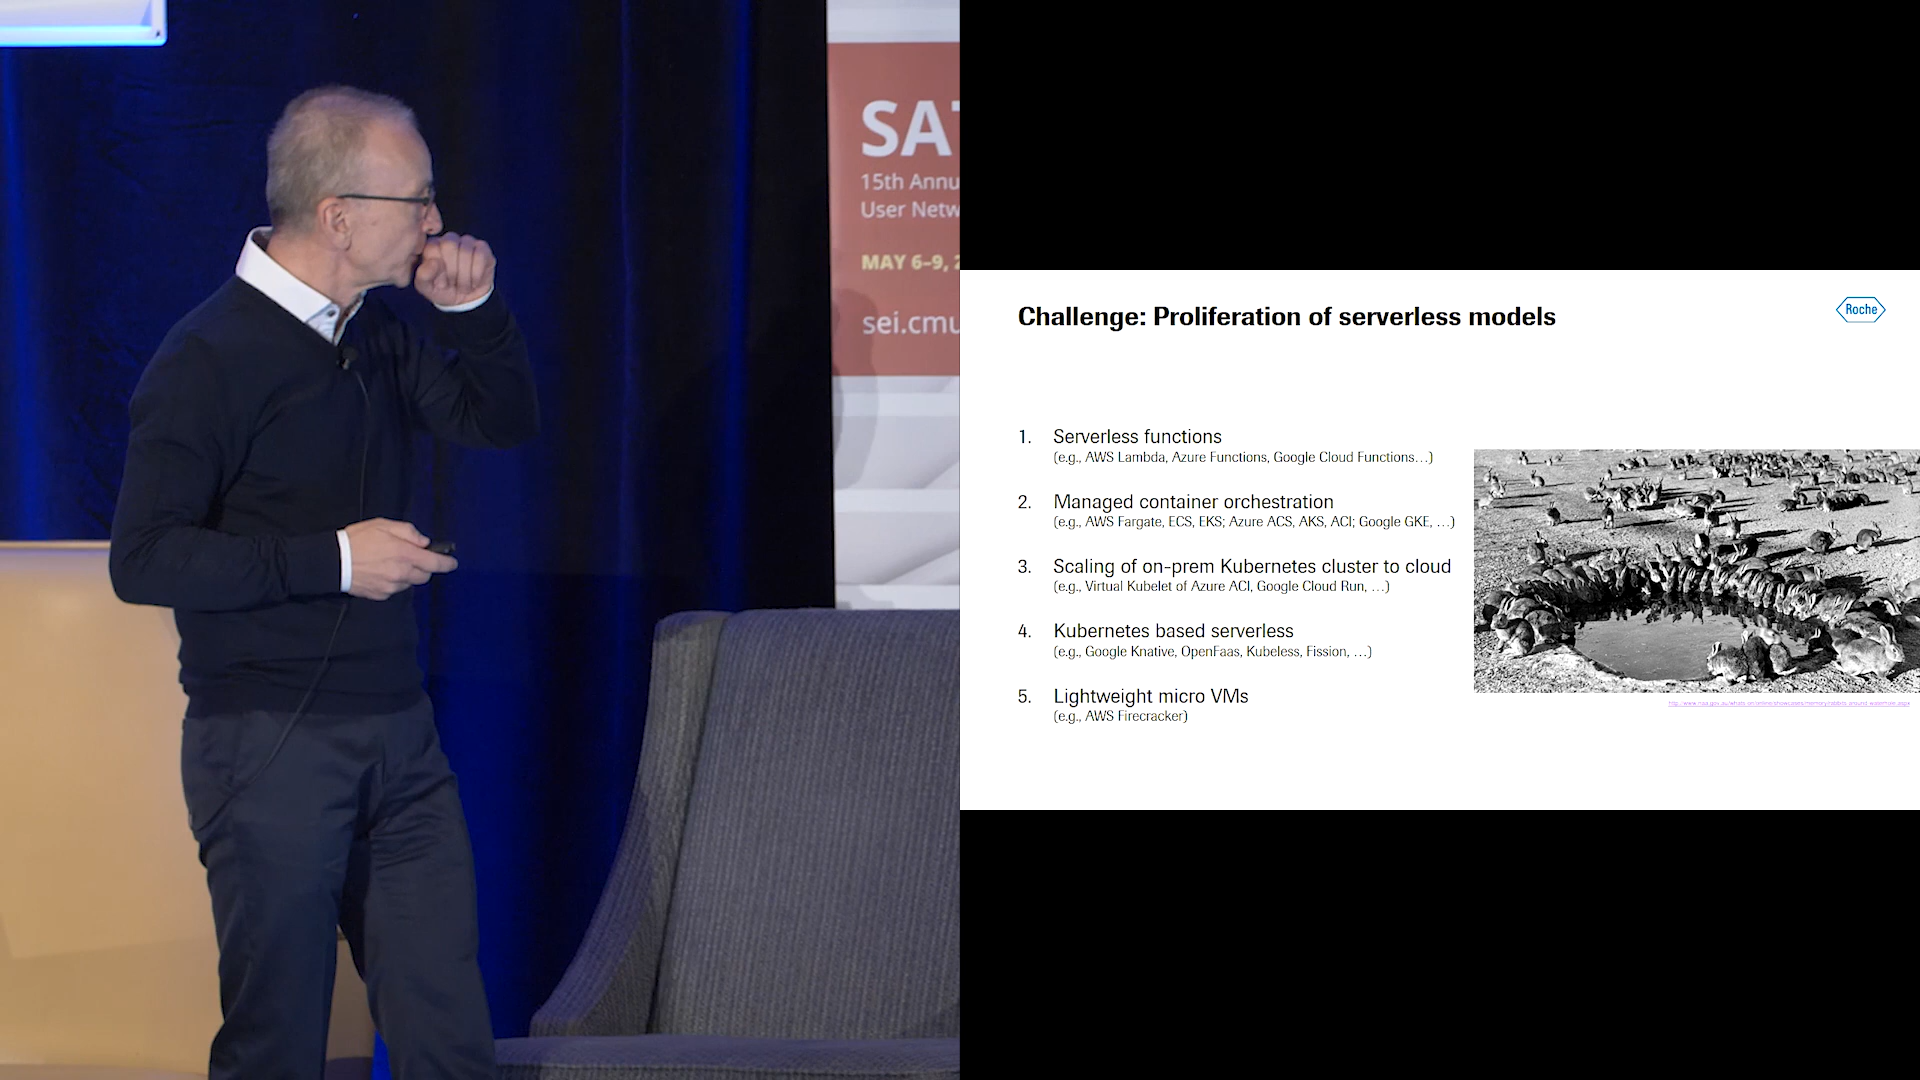 SAT
15th Annu
User Netw
MAY 6–9, 2
sei.cmu
Challenge: Proliferation of serverless models
Roche
1. Serverless functions
(e.g., AWS Lambda, Azure Functions, Google Cloud Functions…)
2. Managed container orchestration
(e.g., AWS Fargate, ECS, EKS; Azure ACS, AKS, ACI; Google GKE, …)
3. Scaling of on-prem Kubernetes cluster to cloud
(e.g., Virtual Kubelet of Azure ACI, Google Cloud Run, …)
4. Kubernetes based serverless
(e.g., Google Knative, OpenFaas, Kubeless, Fission, …)
5. Lightweight micro VMs
(e.g., AWS Firecracker)